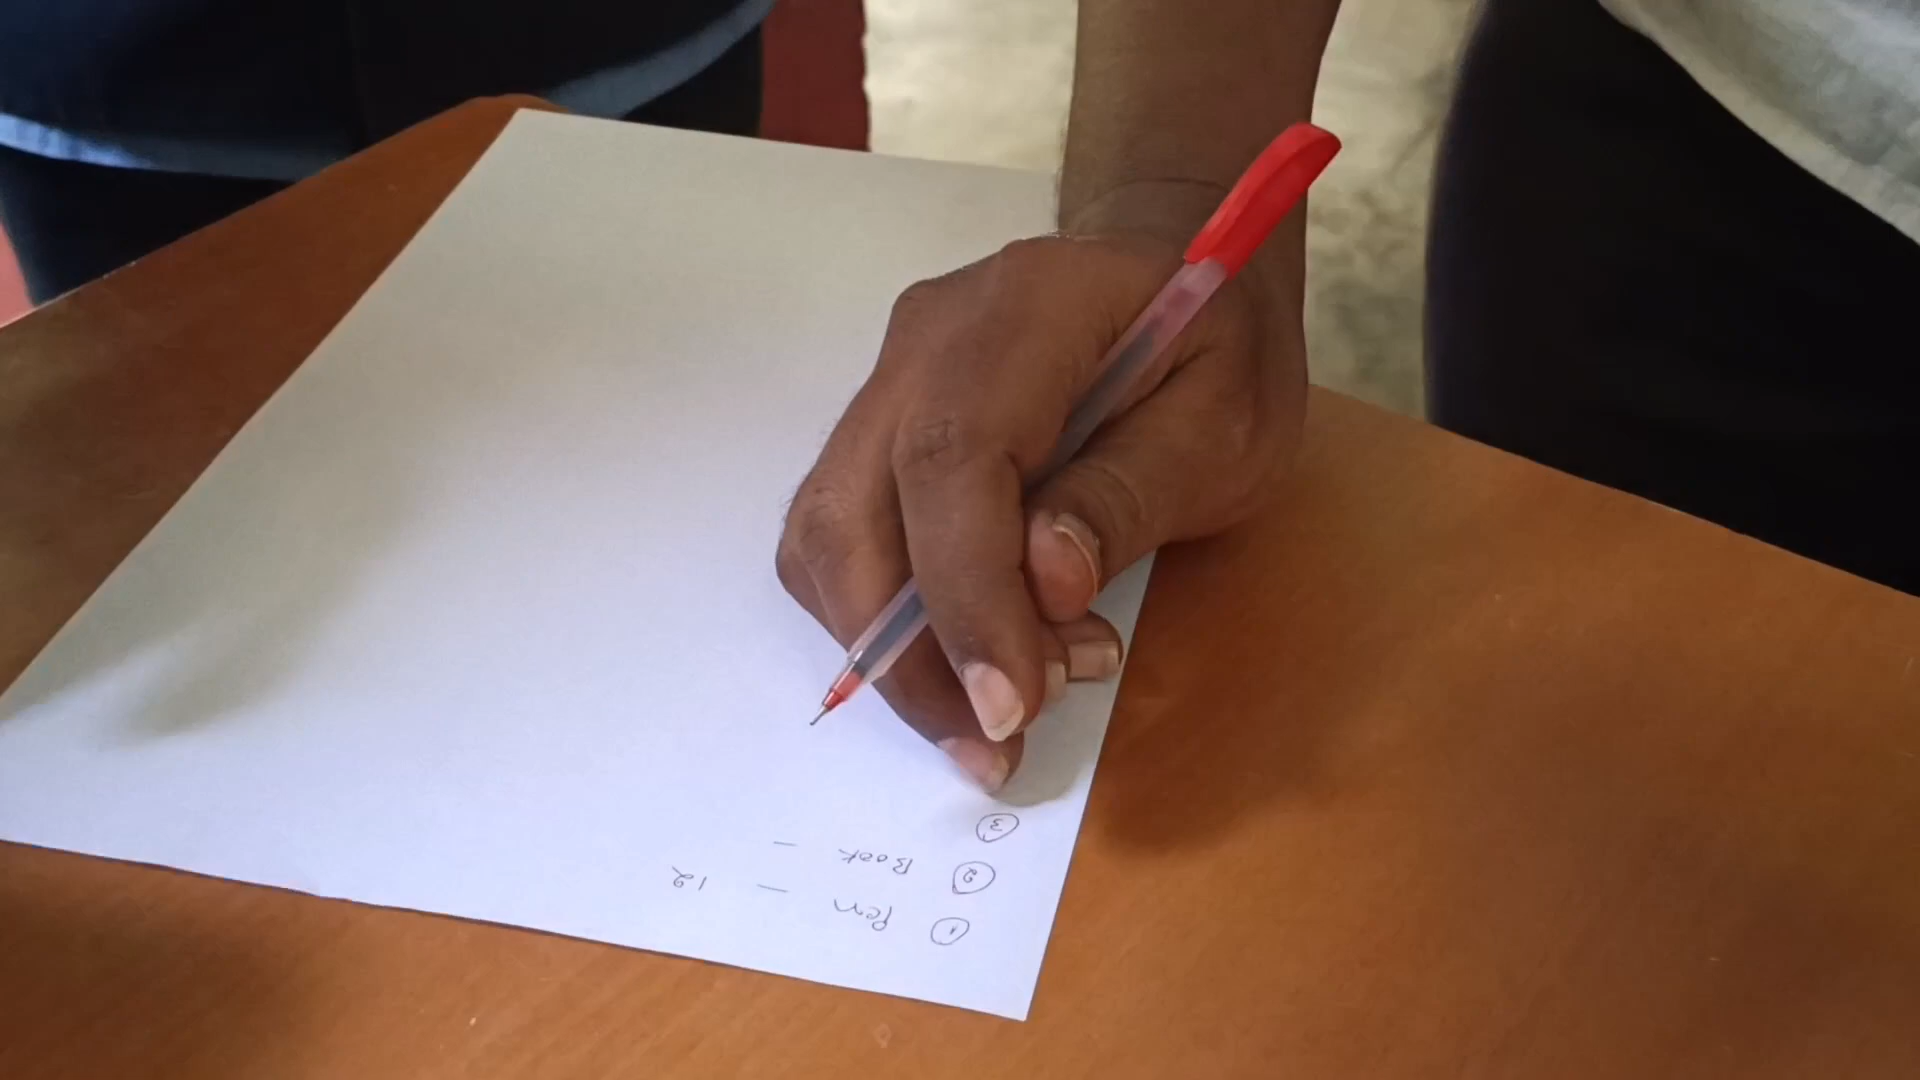 ① Pen — 12
② Book —
③